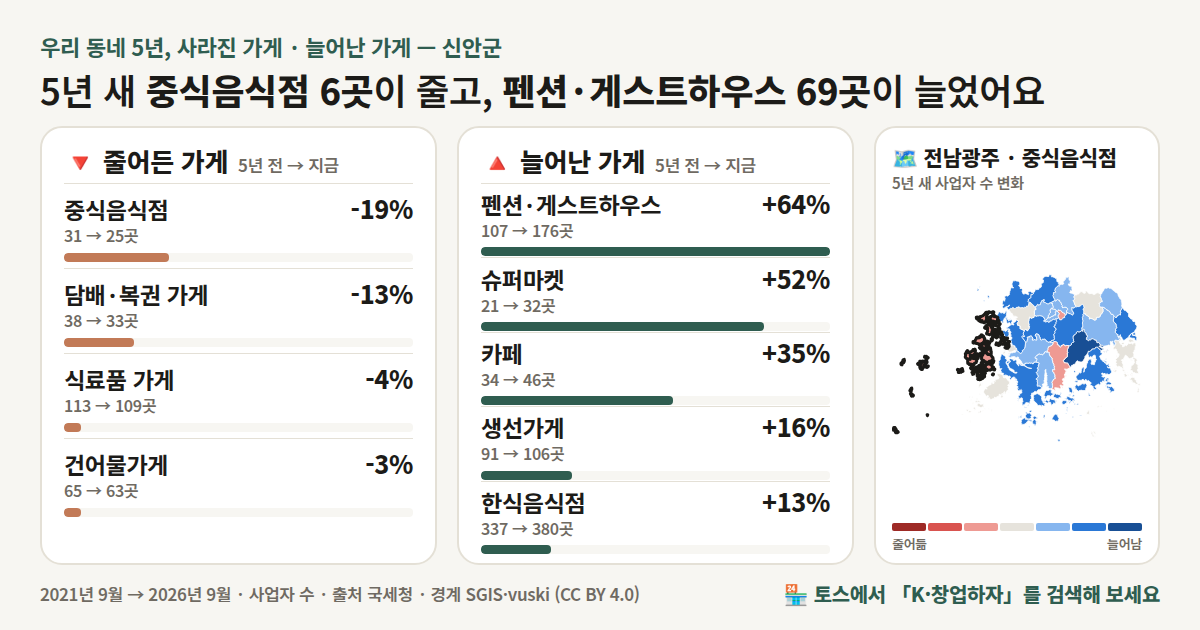 우리 동네 5년, 사라진 가게 · 늘어난 가게 — 신안군
5년 새 중식음식점 6곳이 줄고, 펜션·게스트하우스 69곳이 늘었어요
줄어든 가게 5년 전 → 지금
중식음식점 -19%
31 → 25곳
담배·복권 가게 -13%
38 → 33곳
식료품 가게 -4%
113 → 109곳
건어물가게 -3%
65 → 63곳
늘어난 가게 5년 전 → 지금
펜션·게스트하우스 +64%
107 → 176곳
슈퍼마켓 +52%
21 → 32곳
카페 +35%
34 → 46곳
생선가게 +16%
91 → 106곳
한식음식점 +13%
337 → 380곳
전남광주 · 중식음식점
5년 새 사업자 수 변화
줄어듦 늘어남
2021년 9월 → 2026년 9월 · 사업자 수 · 출처 국세청 · 경계 SGIS·vuski (CC BY 4.0)
토스에서 「K·창업하자」를 검색해 보세요